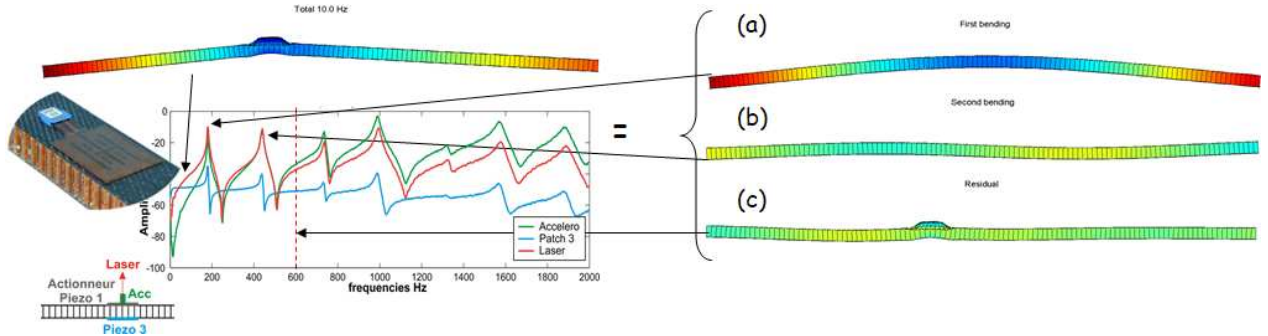 Total 10.0 Hz
(a)
First bending
(b)
Second bending
(c)
Residual
=
Ampli
0
-20
-40
-60
-80
-100
0 200 400 600 800 1000 1200 1400 1600 1800 2000
frequencies Hz
Accelero
Patch 3
Laser
Laser
Actionneur
Piezo 1
Acc
Piezo 3